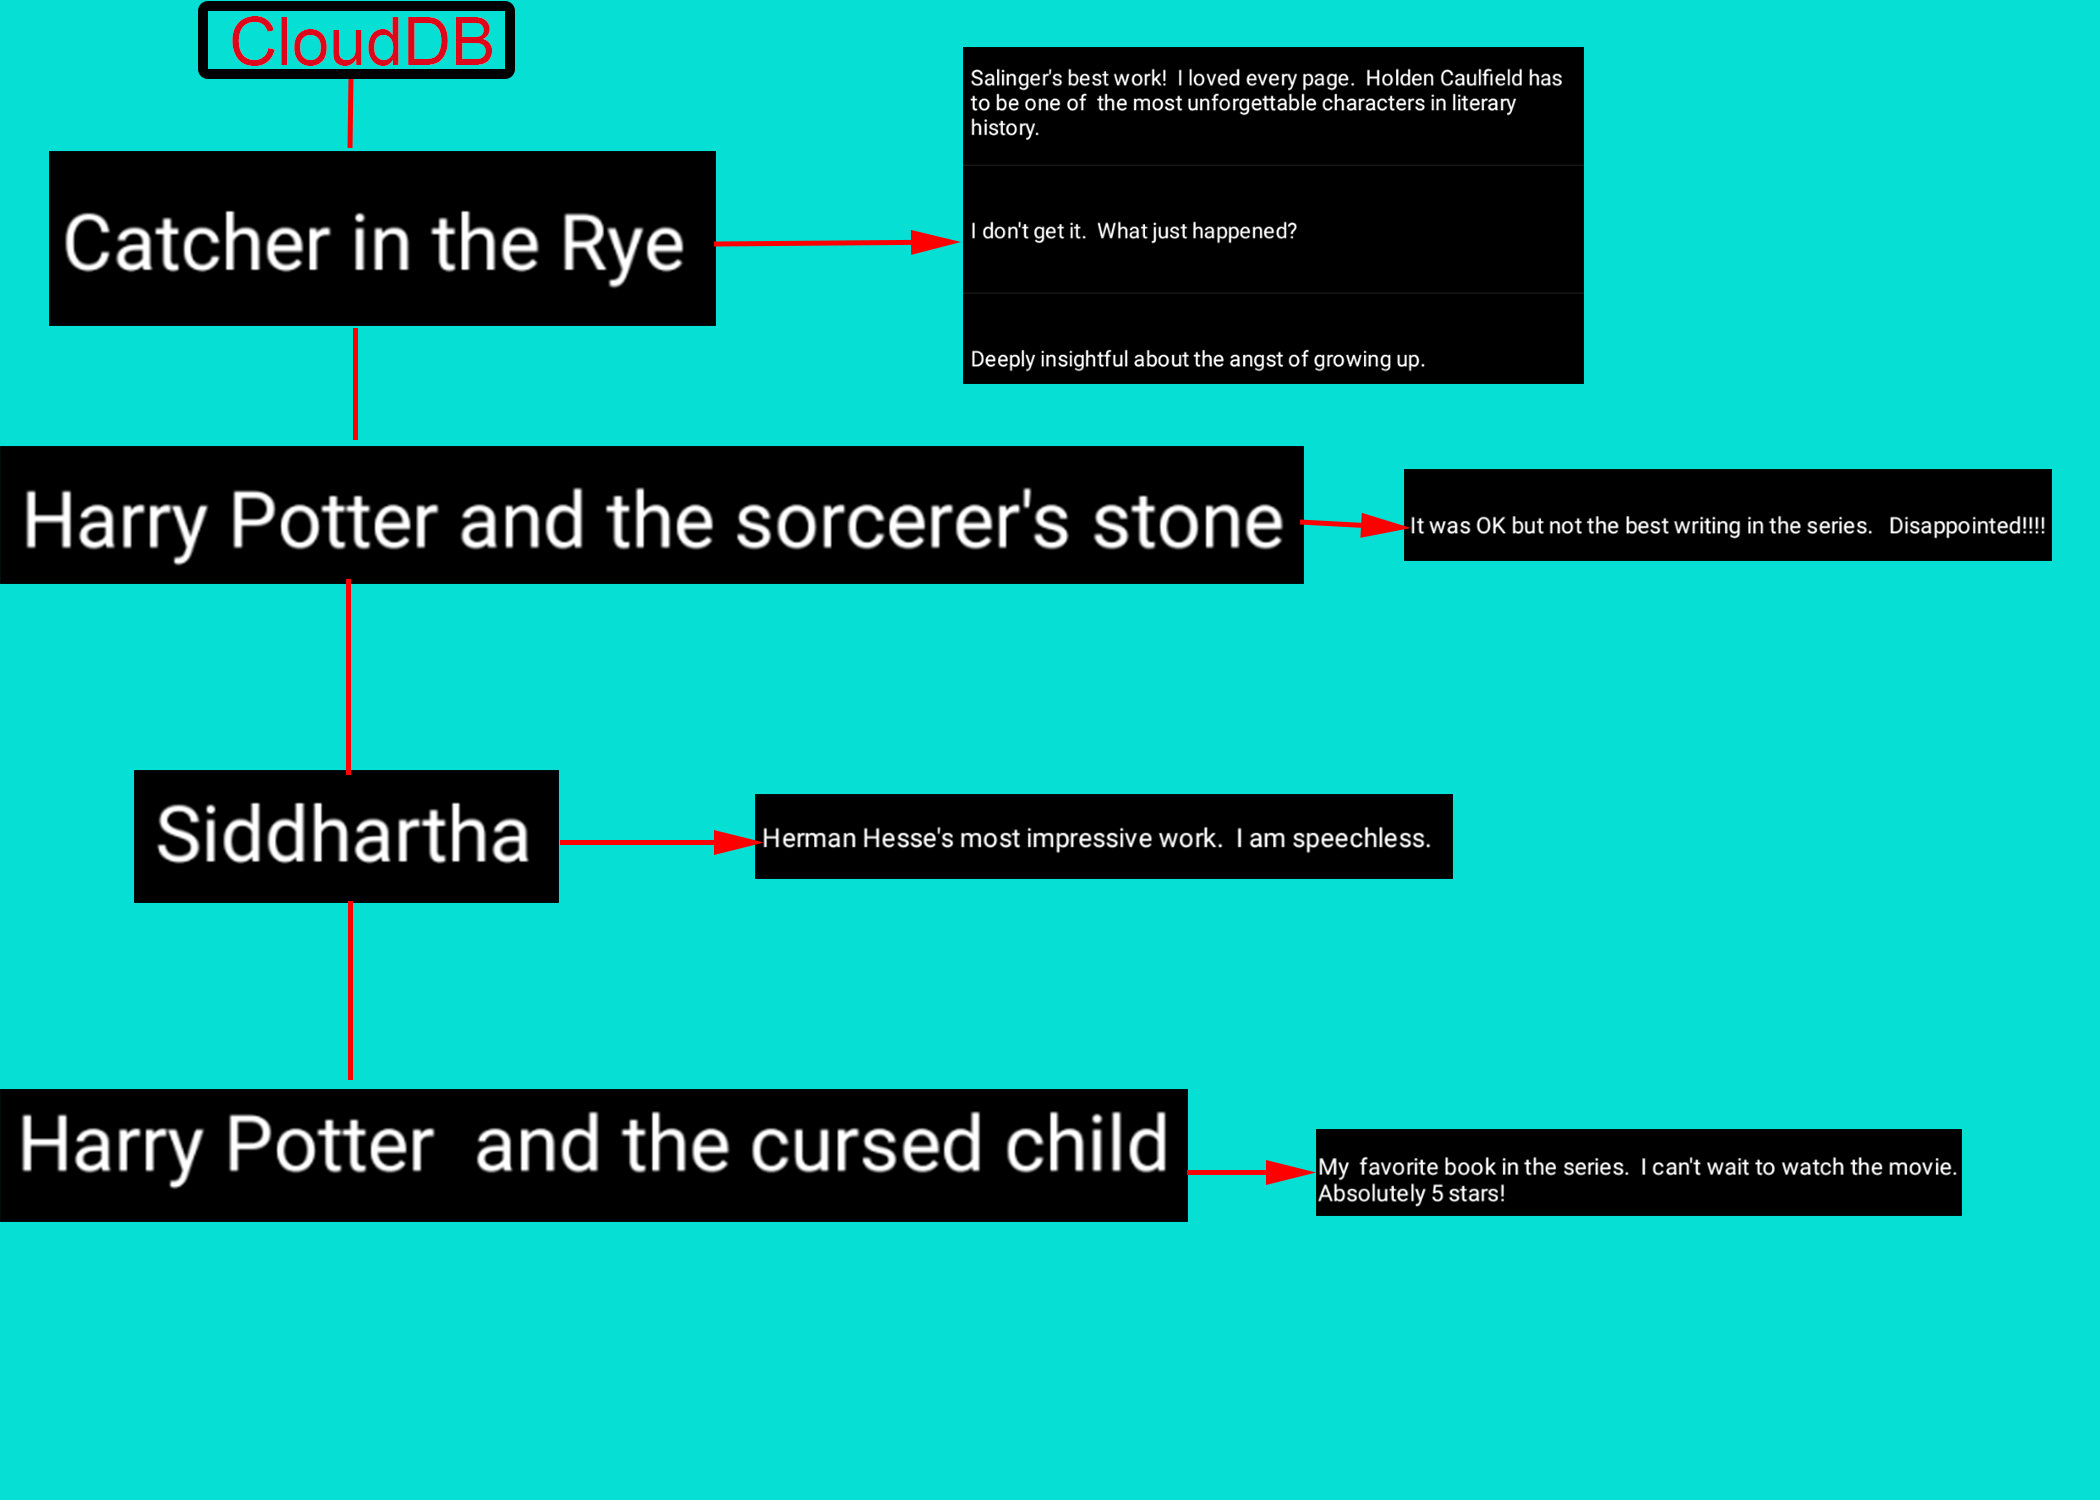 CloudDB
Catcher in the Rye
Salinger's best work!  I loved every page.  Holden Caulfield has
to be one of  the most unforgettable characters in literary
history.
I don't get it.  What just happened?
Deeply insightful about the angst of growing up.
Harry Potter and the sorcerer's stone
It was OK but not the best writing in the series.   Disappointed!!!!
Siddhartha
Herman Hesse's most impressive work.  I am speechless.
Harry Potter  and the cursed child
My  favorite book in the series.  I can't wait to watch the movie.
Absolutely 5 stars!